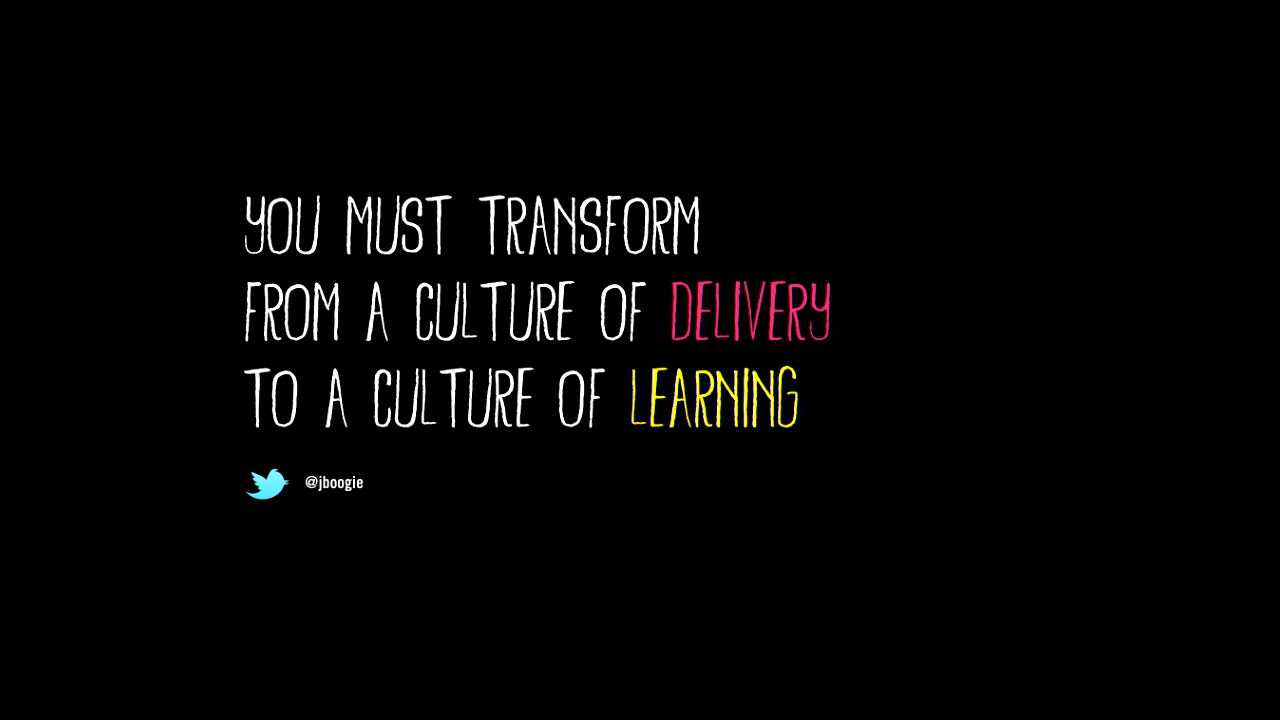 YOU MUST TRANSFORM
FROM A CULTURE OF DELIVERY
TO A CULTURE OF LEARNING
@jboogie